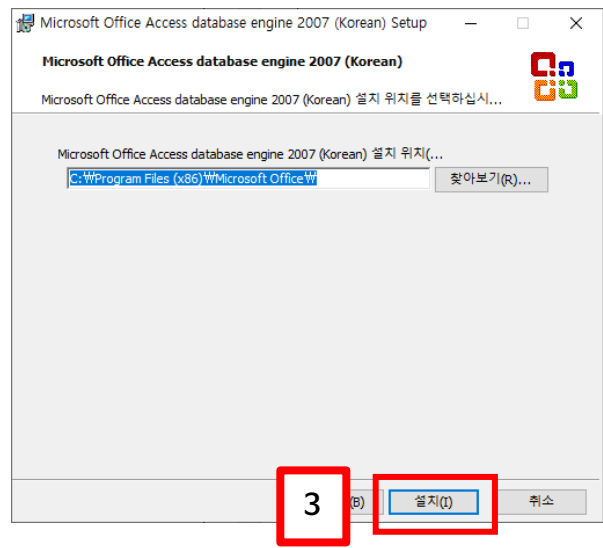 Microsoft Office Access database engine 2007 (Korean) Setup
Microsoft Office Access database engine 2007 (Korean)
Microsoft Office Access database engine 2007 (Korean) 설치 위치를 선택하십시...
Microsoft Office Access database engine 2007 (Korean) 설치 위치(...
C:₩Program Files (x86)₩Microsoft Office₩ 찾아보기(R)...
3 (B) 설치(I) 취소